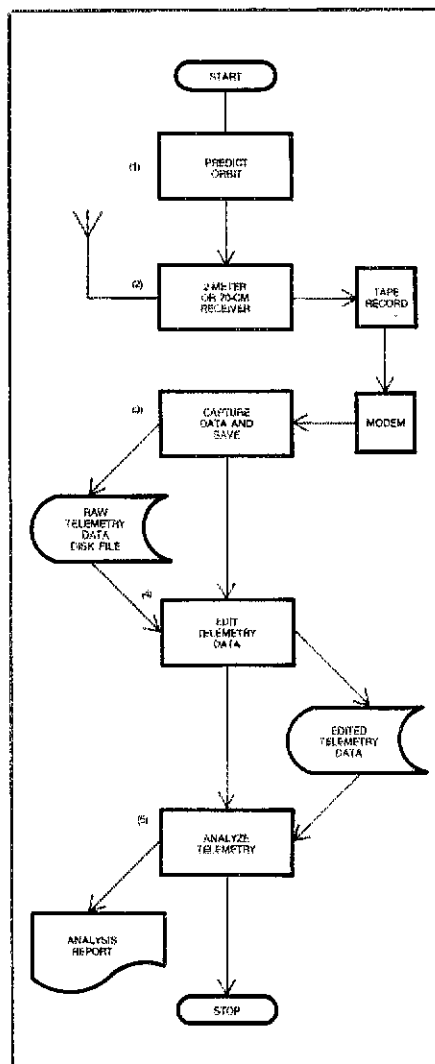 START
(1)
PREDICT
ORBIT
(2)
2-METER
OR 70-CM
RECEIVER
TAPE
RECORD
(3)
CAPTURE
DATA AND
SAVE
MODEM
RAW
TELEMETRY
DATA
DISK FILE
(4)
EDIT
TELEMETRY
DATA
EDITED
TELEMETRY
DATA
(5)
ANALYZE
TELEMETRY
ANALYSIS
REPORT
STOP